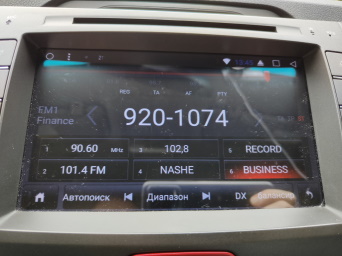 REG TA AF PTY
FM1
Finance
920-1074
1 90.60 MHz 3 102,8 5 RECORD
2 101.4 FM 4 NASHE 6 BUSINESS
Автопоиск Диапазон DX Балансир